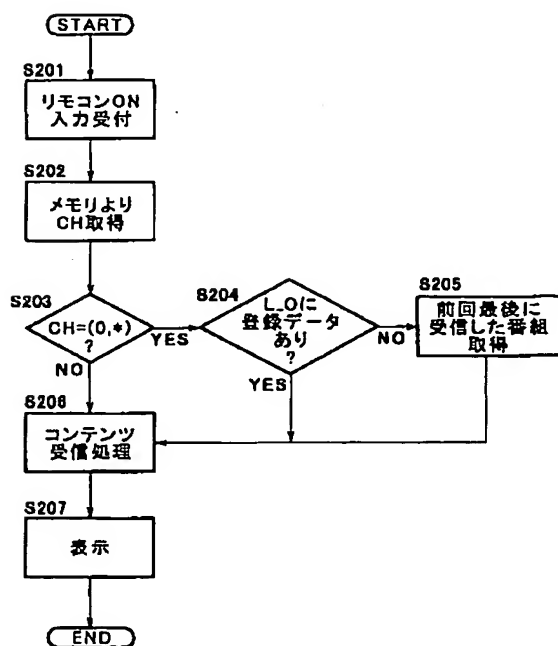 START
S201
リモコンON
入力受付
S202
メモリより
CH取得
S203
CH=(0,*)
?
YES
NO
S204
L_0に
登録データ
あり
?
NO
YES
S205
前回最後に
受信した番組
取得
S206
コンテンツ
受信処理
S207
表示
END